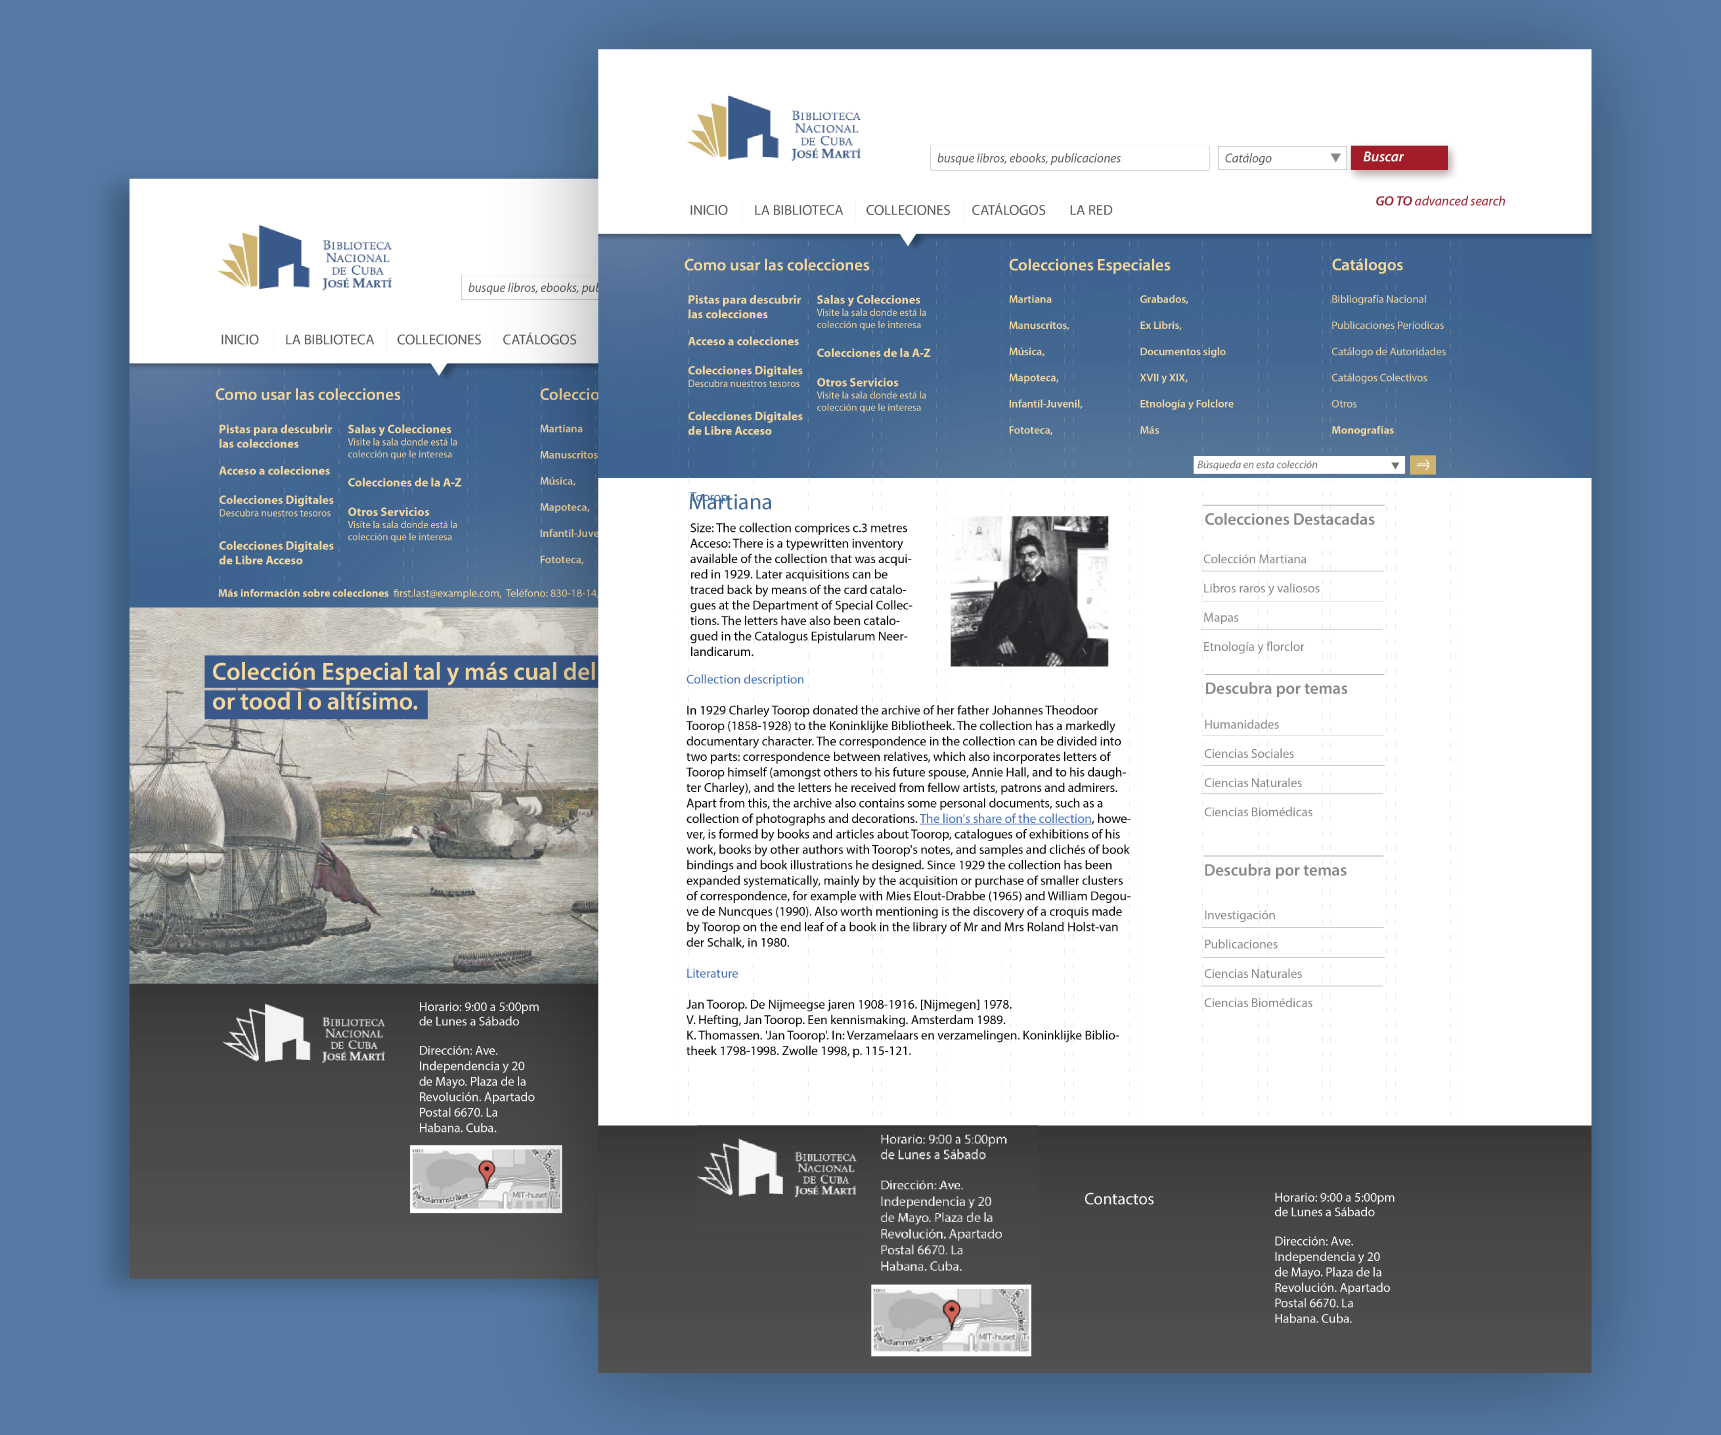 BIBLIOTECA
NACIONAL
DE CUBA
JOSÉ MARTÍ
busque libros, ebooks, publicaciones
Catálogo
Buscar
GO TO advanced search
INICIO
LA BIBLIOTECA
COLLECIONES
CATÁLOGOS
LA RED
Como usar las colecciones
Pistas para descubrir
las colecciones
Acceso a colecciones
Colecciones Digitales
Descubra nuestros tesoros
Colecciones Digitales
de Libre Acceso
Salas y Colecciones
Visite la sala donde está la
colección que le interesa
Colecciones de la A-Z
Otros Servicios
Visite la sala donde está la
colección que le interesa
Colecciones Especiales
Martiana
Manuscritos,
Música,
Mapoteca,
Infantil-Juvenil,
Fototeca,
Grabados,
Ex Libris,
Documentos siglo
XVII y XIX,
Etnología y Folclore
Más
Catálogos
Bibliografía Nacional
Publicaciones Períodicas
Catálogo de Autoridades
Catálogos Colectivos
Otros
Monografías
Búsqueda en esta colección
Toorop
Martiana
Size: The collection comprices c.3 metres
Acceso: There is a typewritten inventory
available of the collection that was acqui-
red in 1929. Later acquisitions can be
traced back by means of the card catalo-
gues at the Department of Special Collec-
tions. The letters have also been catalo-
gued in the Catalogus Epistularum Neer-
landicarum.
Collection description
In 1929 Charley Toorop donated the archive of her father Johannes Theodoor
Toorop (1858-1928) to the Koninklijke Bibliotheek. The collection has a markedly
documentary character. The correspondence in the collection can be divided into
two parts: correspondence between relatives, which also incorporates letters of
Toorop himself (amongst others to his future spouse, Annie Hall, and to his daugh-
ter Charley), and the letters he received from fellow artists, patrons and admirers.
Apart from this, the archive also contains some personal documents, such as a
collection of photographs and decorations. The lion's share of the collection, howe-
ver, is formed by books and articles about Toorop, catalogues of exhibitions of his
work, books by other authors with Toorop's notes, and samples and clichés of book
bindings and book illustrations he designed. Since 1929 the collection has been
expanded systematically, mainly by the acquisition or purchase of smaller clusters
of correspondence, for example with Mies Elout-Drabbe (1965) and William Degou-
ve de Nuncques (1990). Also worth mentioning is the discovery of a croquis made
by Toorop on the end leaf of a book in the library of Mr and Mrs Roland Holst-van
der Schalk, in 1980.
Literature
Jan Toorop. De Nijmeegse jaren 1908-1916. [Nijmegen] 1978.
V. Hefting, Jan Toorop. Een kennismaking. Amsterdam 1989.
K. Thomassen. 'Jan Toorop'. In: Verzamelaars en verzamelingen. Koninklijke Biblio-
theek 1798-1998. Zwolle 1998, p. 115-121.
Colecciones Destacadas
Colección Martiana
Libros raros y valiosos
Mapas
Etnología y florclor
Descubra por temas
Humanidades
Ciencias Sociales
Ciencias Naturales
Ciencias Biomédicas
Descubra por temas
Investigación
Publicaciones
Ciencias Naturales
Ciencias Biomédicas
BIBLIOTECA
NACIONAL
DE CUBA
JOSÉ MARTÍ
Horario: 9:00 a 5:00pm
de Lunes a Sábado
Dirección: Ave.
Independencia y 20
de Mayo. Plaza de la
Revolución. Apartado
Postal 6670. La
Habana. Cuba.
MIT-huset
Contactos
Horario: 9:00 a 5:00pm
de Lunes a Sábado
Dirección: Ave.
Independencia y 20
de Mayo. Plaza de la
Revolución. Apartado
Postal 6670. La
Habana. Cuba.
BIBLIOTECA
NACIONAL
DE CUBA
JOSÉ MARTÍ
busque libros, ebooks, pub
INICIO
LA BIBLIOTECA
COLLECIONES
CATÁLOGOS
Como usar las colecciones
Pistas para descubrir
las colecciones
Acceso a colecciones
Colecciones Digitales
Descubra nuestros tesoros
Colecciones Digitales
de Libre Acceso
Salas y Colecciones
Visite la sala donde está la
colección que le interesa
Colecciones de la A-Z
Otros Servicios
Visite la sala donde está la
colección que le interesa
Coleccio
Martiana
Manuscritos
Música,
Mapoteca,
Infantil-Juve
Fototeca,
Más información sobre colecciones first.last@example.com, Teléfono: 830-18-14,
Colección Especial tal y más cual del
or tood l o altísimo.
BIBLIOTECA
NACIONAL
DE CUBA
JOSÉ MARTÍ
Horario: 9:00 a 5:00pm
de Lunes a Sábado
Dirección: Ave.
Independencia y 20
de Mayo. Plaza de la
Revolución. Apartado
Postal 6670. La
Habana. Cuba.
MIT-huset